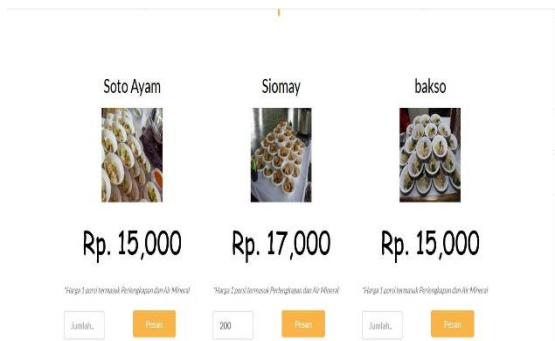 Soto Ayam
Siomay
bakso
Rp. 15,000
Rp. 17,000
Rp. 15,000
*Harga 1 porsi termasuk Perlengkapan dan Air Mineral
*Harga 1 porsi termasuk Perlengkapan dan Air Mineral
*Harga 1 porsi termasuk Perlengkapan dan Air Mineral
Jumlah..
Pesan
200
Pesan
Jumlah..
Pesan